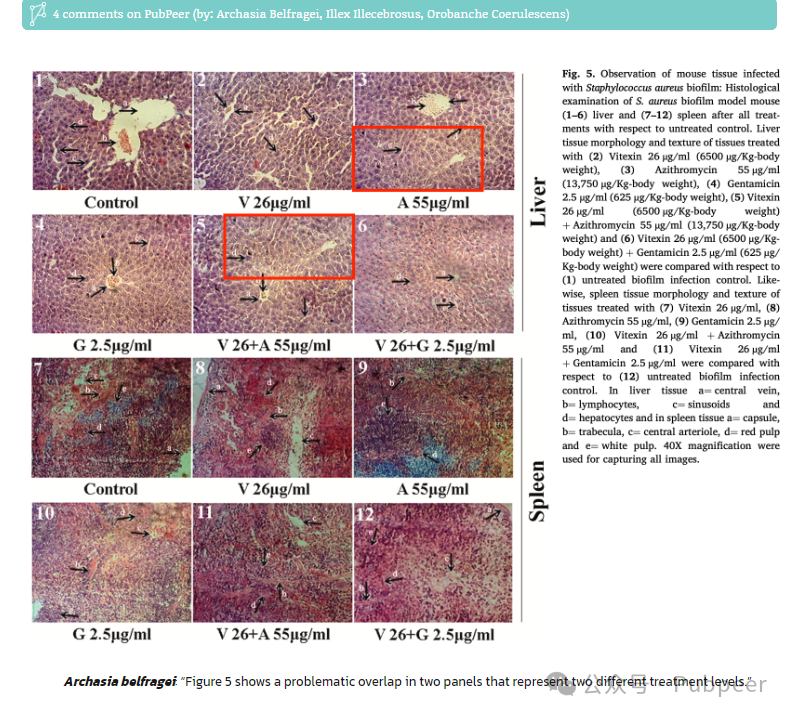 4 comments on PubPeer (by: Archasia Belfragei, Illex Illecebrosus, Orobanche Coerulescens)
1
2
3
Control
V 26μg/ml
A 55μg/ml
4
5
6
G 2.5μg/ml
V 26+A 55μg/ml
V 26+G 2.5μg/ml
Liver
7
8
9
Control
V 26μg/ml
A 55μg/ml
10
11
12
G 2.5μg/ml
V 26+A 55μg/ml
V 26+G 2.5μg/ml
Spleen
Fig. 5. Observation of mouse tissue infected
with Staphylococcus aureus biofilm: Histological
examination of S. aureus biofilm model mouse
(1–6) liver and (7–12) spleen after all treat-
ments with respect to untreated control. Liver
tissue morphology and texture of tissues treated
with (2) Vitexin 26 μg/ml (6500 μg/Kg-body
weight), (3) Azithromycin 55 μg/ml
(13,750 μg/Kg-body weight), (4) Gentamicin
2.5 μg/ml (625 μg/Kg-body weight), (5) Vitexin
26 μg/ml (6500 μg/Kg-body weight)
+ Azithromycin 55 μg/ml (13,750 μg/Kg-body
weight) and (6) Vitexin 26 μg/ml (6500 μg/Kg-
body weight) + Gentamicin 2.5 μg/ml (625 μg/
Kg-body weight) were compared with respect to
(1) untreated biofilm infection control. Like-
wise, spleen tissue morphology and texture of
tissues treated with (7) Vitexin 26 μg/ml, (8)
Azithromycin 55 μg/ml, (9) Gentamicin 2.5 μg/
ml, (10) Vitexin 26 μg/ml + Azithromycin
55 μg/ml and (11) Vitexin 26 μg/ml
+ Gentamicin 2.5 μg/ml were compared with
respect to (12) untreated biofilm infection
control. In liver tissue a= central vein,
b= lymphocytes, c= sinusoids and
d= hepatocytes and in spleen tissue a= capsule,
b= trabecula, c= central arteriole, d= red pulp
and e= white pulp. 40X magnification were
used for capturing all images.
Archasia belfragei: "Figure 5 shows a problematic overlap in two panels that represent two different treatment levels."
公众号 · Pubpeer